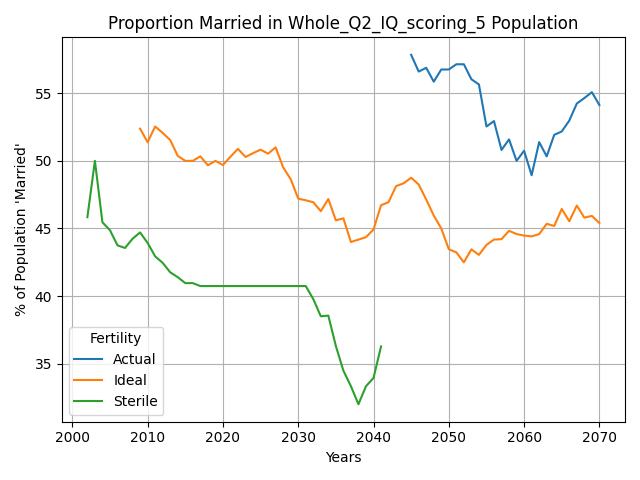 Proportion Married in Whole_Q2_IQ_scoring_5 Population
% of Population 'Married'
55
50
45
40
35
Fertility
Actual
Ideal
Sterile
2000 2010 2020 2030 2040 2050 2060 2070
Years